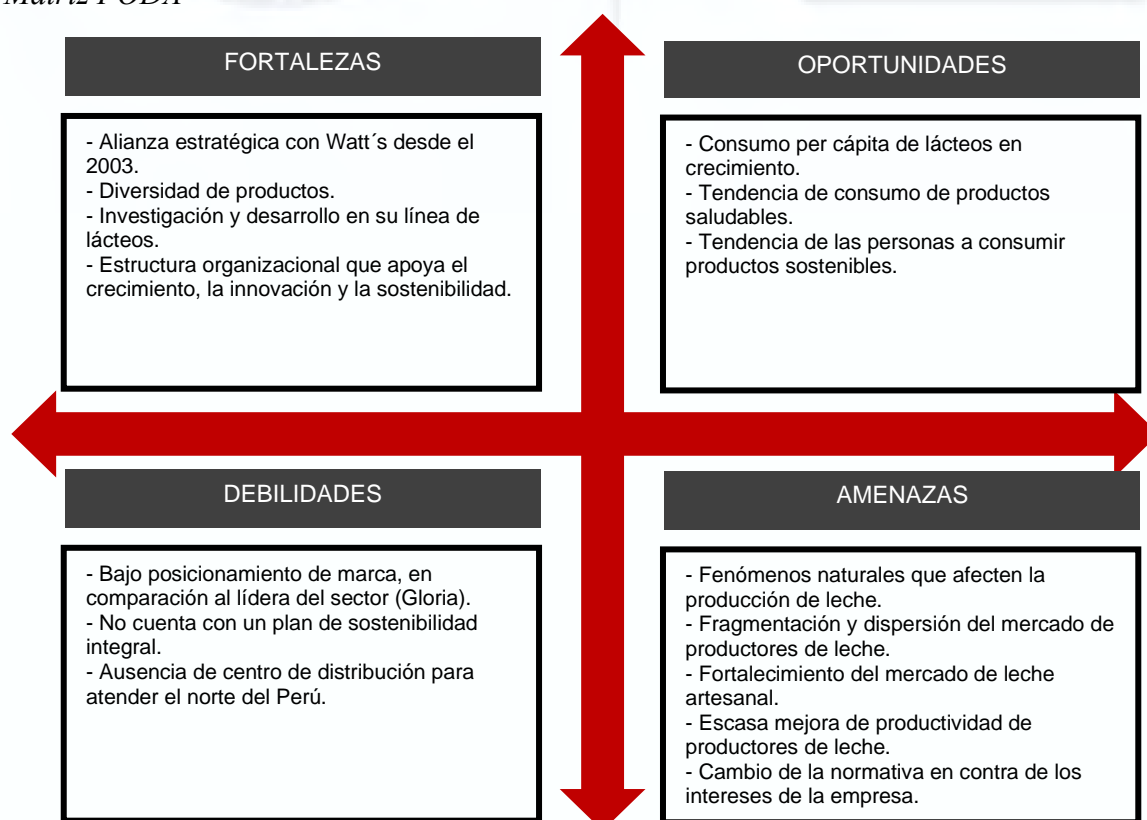 Matriz FODA
FORTALEZAS
- Alianza estratégica con Watt´s desde el
2003.
- Diversidad de productos.
- Investigación y desarrollo en su línea de
lácteos.
- Estructura organizacional que apoya el
crecimiento, la innovación y la sostenibilidad.
OPORTUNIDADES
- Consumo per cápita de lácteos en
crecimiento.
- Tendencia de consumo de productos
saludables.
- Tendencia de las personas a consumir
productos sostenibles.
DEBILIDADES
- Bajo posicionamiento de marca, en
comparación al lídera del sector (Gloria).
- No cuenta con un plan de sostenibilidad
integral.
- Ausencia de centro de distribución para
atender el norte del Perú.
AMENAZAS
- Fenómenos naturales que afecten la
producción de leche.
- Fragmentación y dispersión del mercado de
productores de leche.
- Fortalecimiento del mercado de leche
artesanal.
- Escasa mejora de productividad de
productores de leche.
- Cambio de la normativa en contra de los
intereses de la empresa.